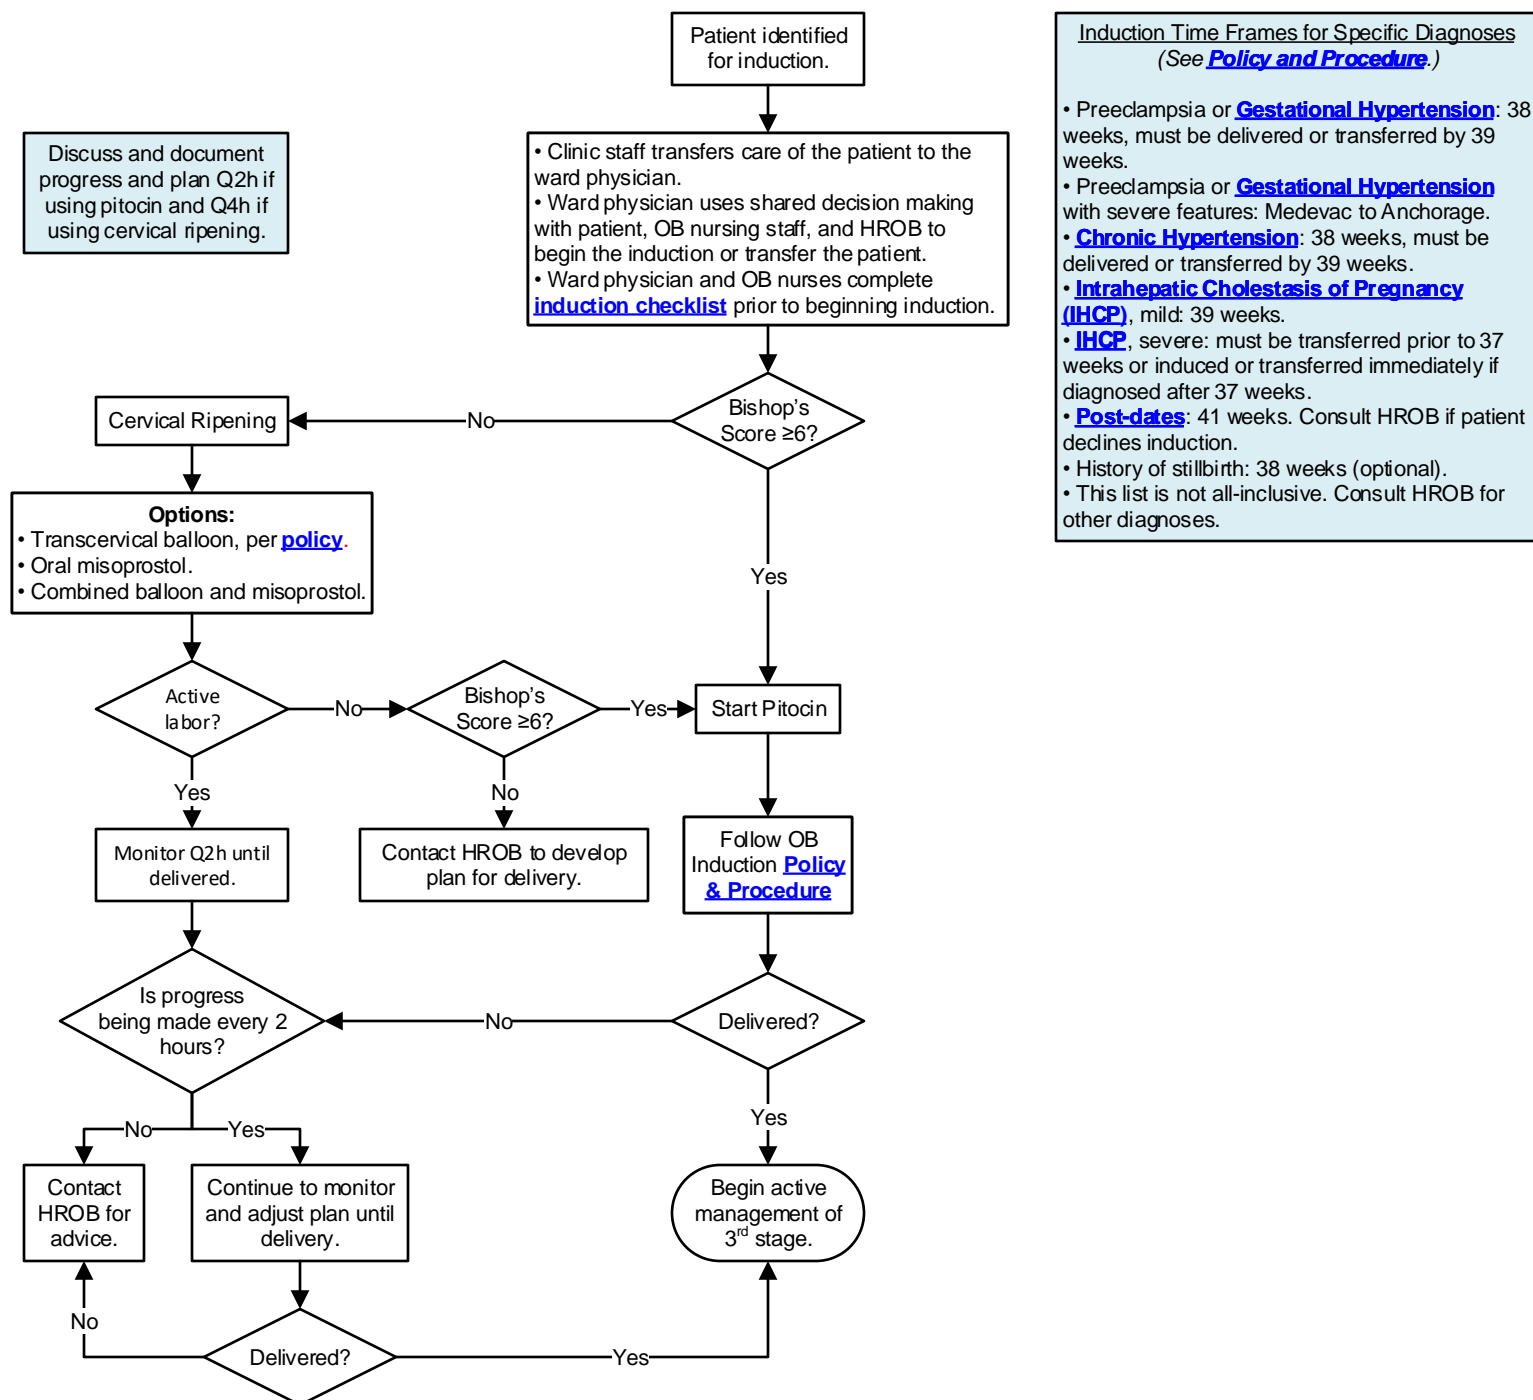 Patient identified
for induction.
Induction Time Frames for Specific Diagnoses
(See Policy and Procedure.)
• Preeclampsia or Gestational Hypertension: 38
weeks, must be delivered or transferred by 39
weeks.
• Preeclampsia or Gestational Hypertension
with severe features: Medevac to Anchorage.
• Chronic Hypertension: 38 weeks, must be
delivered or transferred by 39 weeks.
• Intrahepatic Cholestasis of Pregnancy
(IHCP), mild: 39 weeks.
• IHCP, severe: must be transferred prior to 37
weeks or induced or transferred immediately if
diagnosed after 37 weeks.
• Post-dates: 41 weeks. Consult HROB if patient
declines induction.
• History of stillbirth: 38 weeks (optional).
• This list is not all-inclusive. Consult HROB for
other diagnoses.
Discuss and document
progress and plan Q2h if
using pitocin and Q4h if
using cervical ripening.
• Clinic staff transfers care of the patient to the
ward physician.
• Ward physician uses shared decision making
with patient, OB nursing staff, and HROB to
begin the induction or transfer the patient.
• Ward physician and OB nurses complete
induction checklist prior to beginning induction.
Bishop's
Score ≥6?
No
Cervical Ripening
Yes
Options:
• Transcervical balloon, per policy.
• Oral misoprostol.
• Combined balloon and misoprostol.
Active
labor?
No
Bishop's
Score ≥6?
Yes
Start Pitocin
Yes
No
Monitor Q2h until
delivered.
Contact HROB to develop
plan for delivery.
Follow OB
Induction Policy
& Procedure
Is progress
being made every 2
hours?
No
Delivered?
No
Yes
Yes
Contact
HROB for
advice.
Continue to monitor
and adjust plan until
delivery.
Begin active
management of
3rd stage.
No
Delivered?
Yes